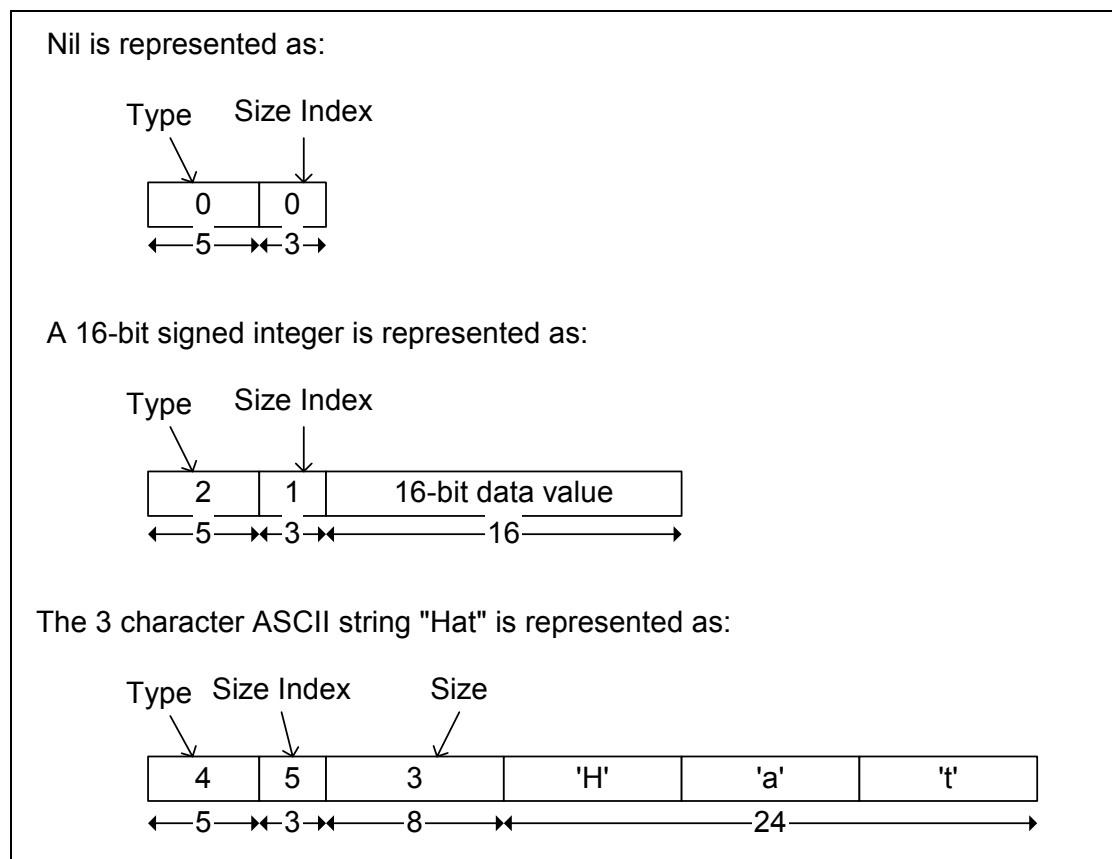 Nil is represented as:
Type Size Index
0 0
5 3
A 16-bit signed integer is represented as:
Type Size Index
2 1 16-bit data value
5 3 16
The 3 character ASCII string "Hat" is represented as:
Type Size Index Size
4 5 3 'H' 'a' 't'
5 3 8 24